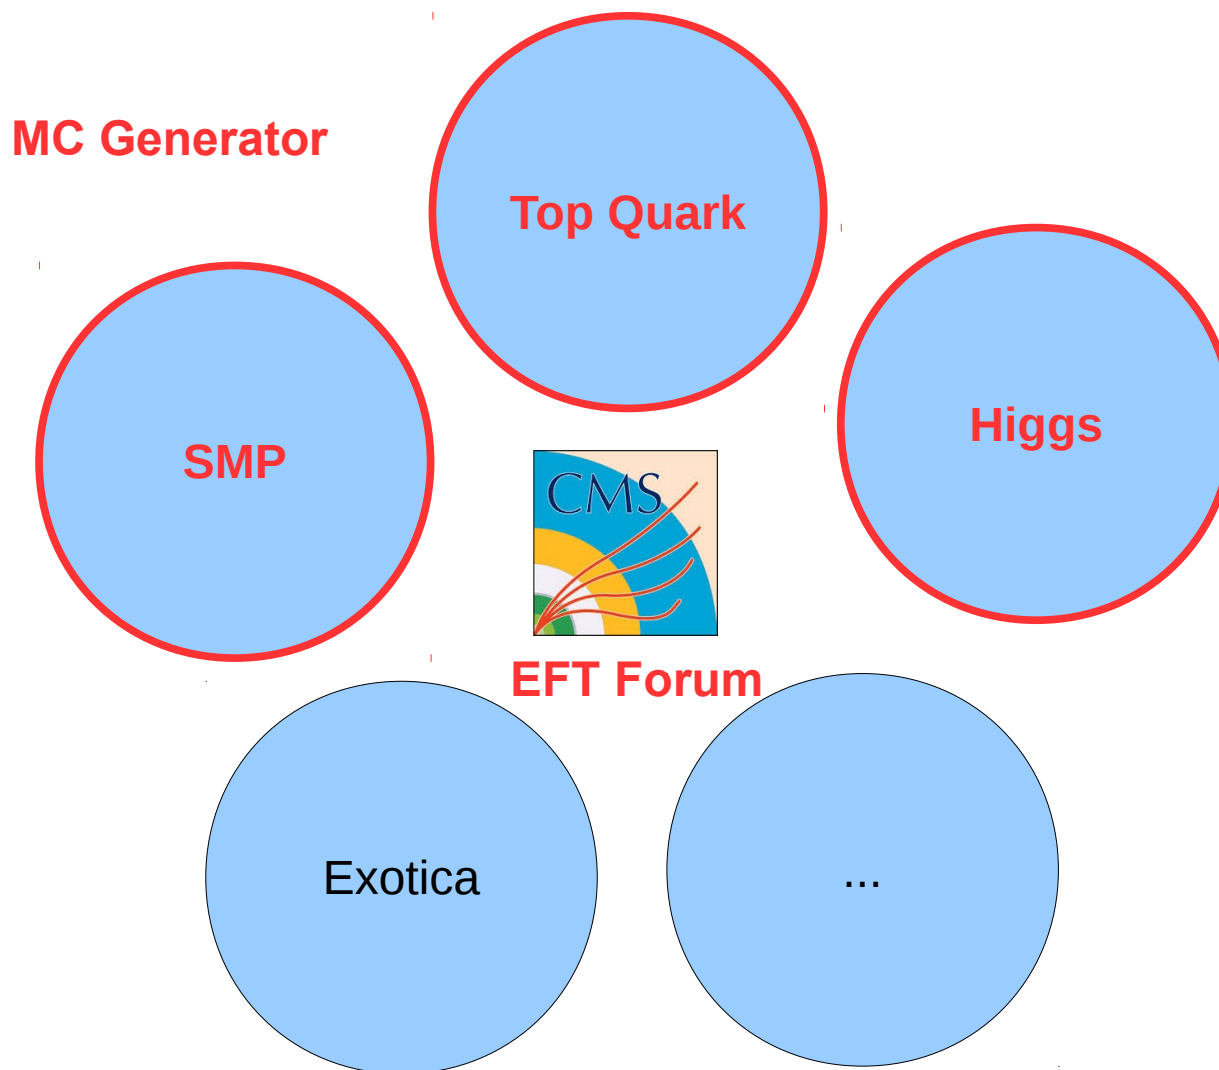 MC Generator
Top Quark
Higgs
SMP
CMS
EFT Forum
Exotica
...